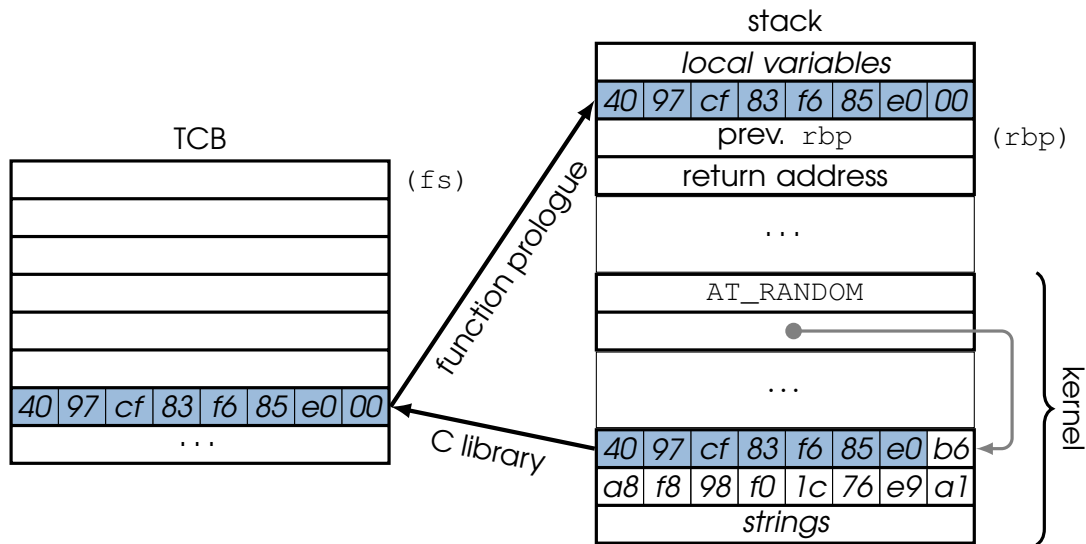 stack
local variables
40 97 cf 83 f6 85 e0 00
prev. rbp
(rbp)
return address
...
AT_RANDOM
...
40 97 cf 83 f6 85 e0 b6
a8 f8 98 f0 1c 76 e9 a1
strings
kernel
TCB
(fs)
40 97 cf 83 f6 85 e0 00
...
function prologue
C library